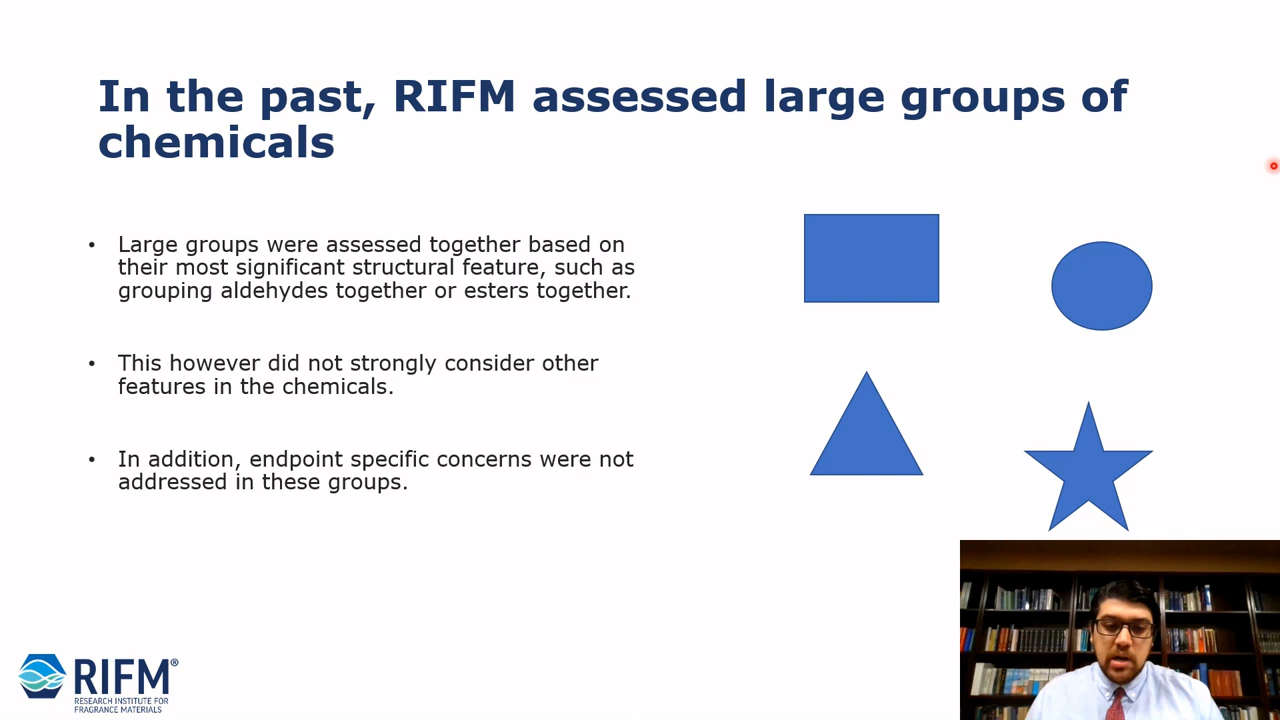 In the past, RIFM assessed large groups of
chemicals
• Large groups were assessed together based on
their most significant structural feature, such as
grouping aldehydes together or esters together.
• This however did not strongly consider other
features in the chemicals.
• In addition, endpoint specific concerns were not
addressed in these groups.
RIFM®
RESEARCH INSTITUTE FOR
FRAGRANCE MATERIALS